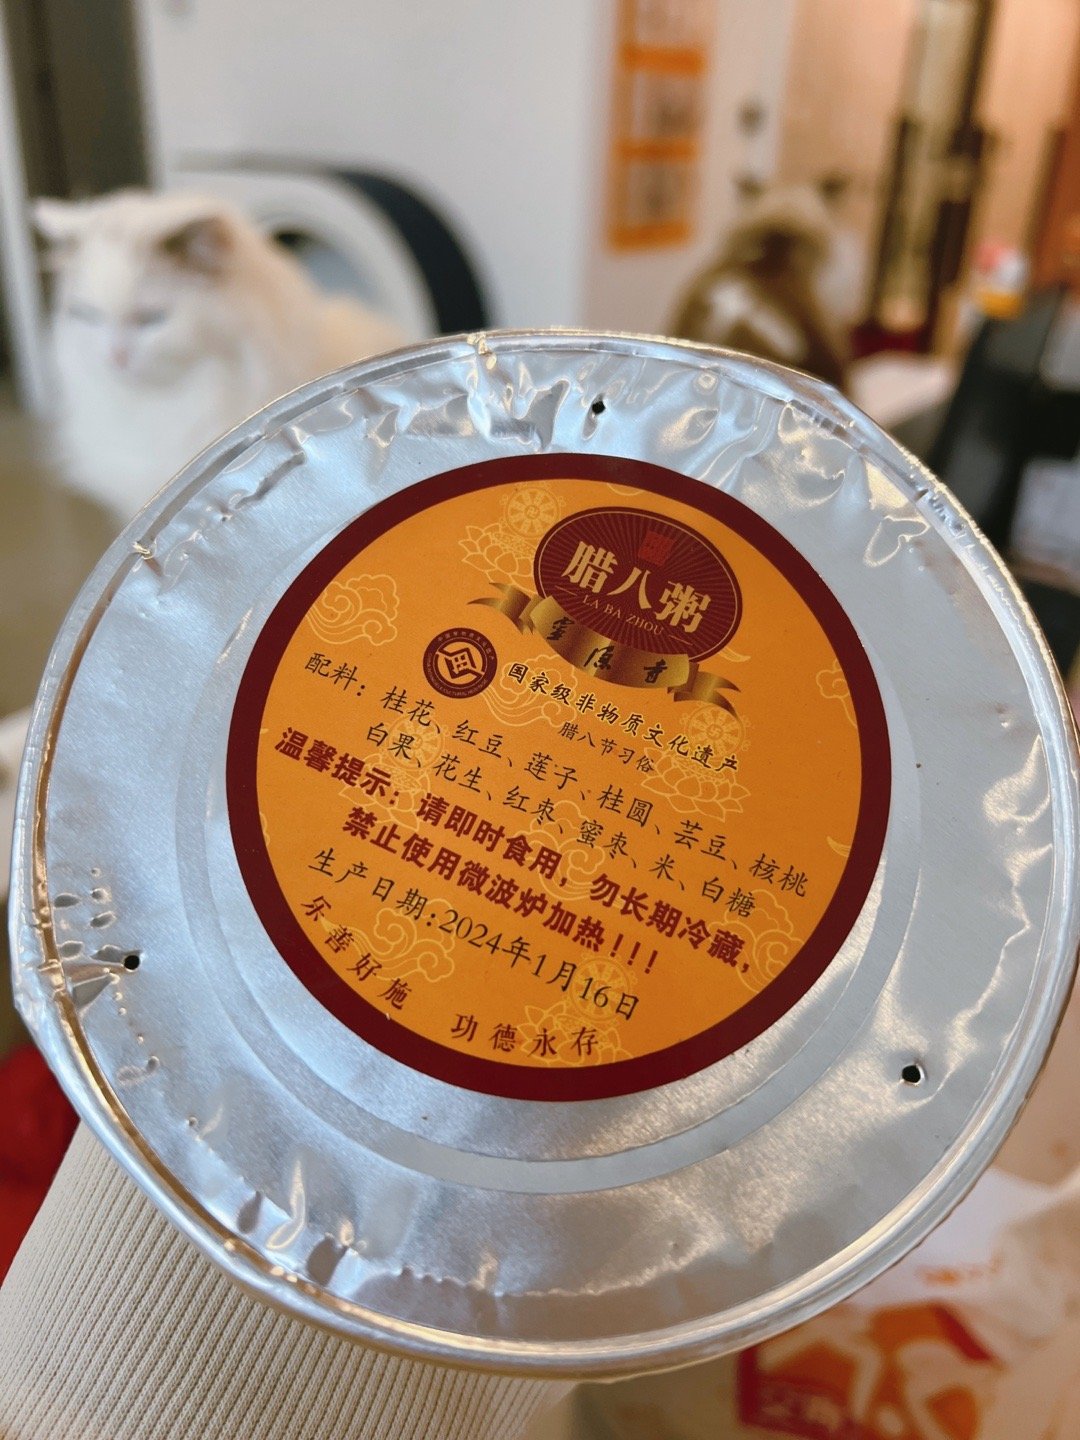 腊八粥
LA BA ZHOU
靈隱寺
国家级非物质文化遗产
腊八节习俗
配料：桂花、红豆、莲子、桂圆、芸豆、核桃
白果、花生、红枣、蜜枣、米、白糖
温馨提示：请即时食用，勿长期冷藏，
禁止使用微波炉加热！！！
生产日期：2024年1月16日
乐善好施 功德永存